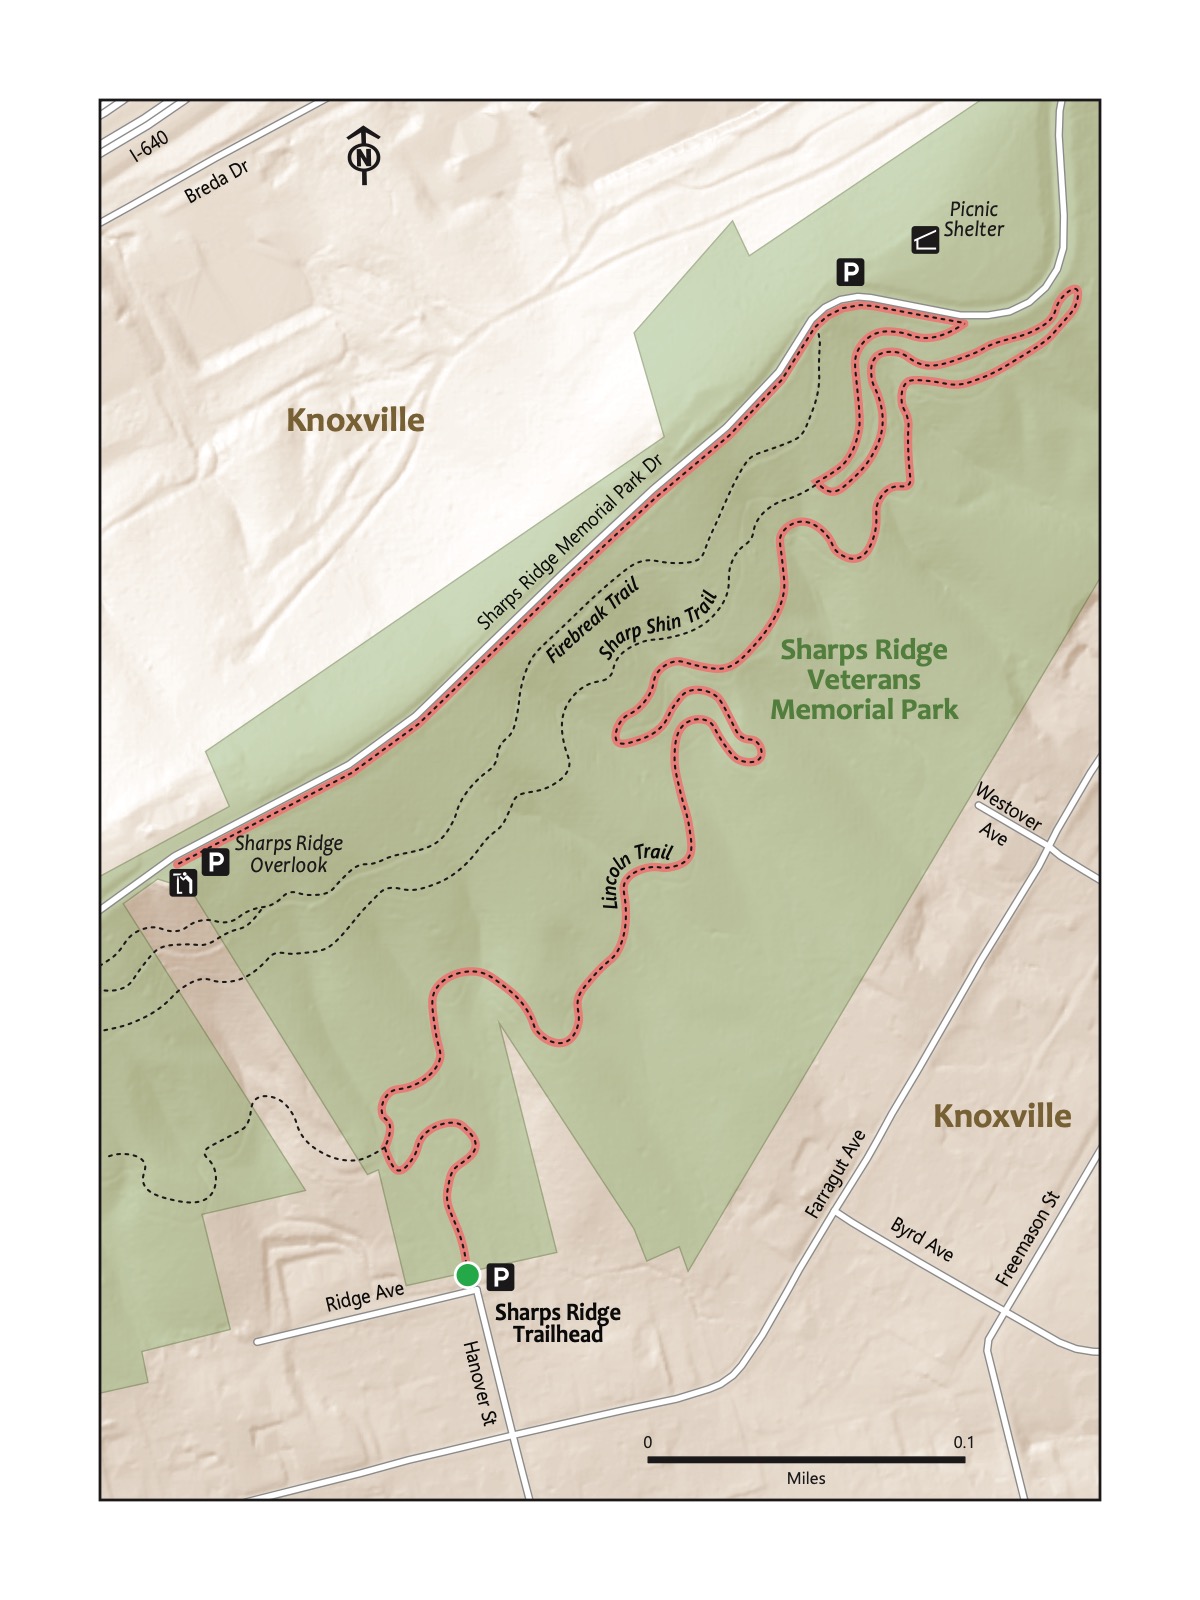 I-640
Breda Dr
N
Picnic
Shelter
P
Knoxville
Sharps Ridge Memorial Park Dr
Firebreak Trail
Sharp Shin Trail
Sharps Ridge
Veterans
Memorial Park
Westover
Ave
Sharps Ridge
Overlook
P
Lincoln Trail
Knoxville
Farragut Ave
Byrd Ave
Freemason St
P
Ridge Ave
Sharps Ridge
Trailhead
Hanover St
0 0.1
Miles